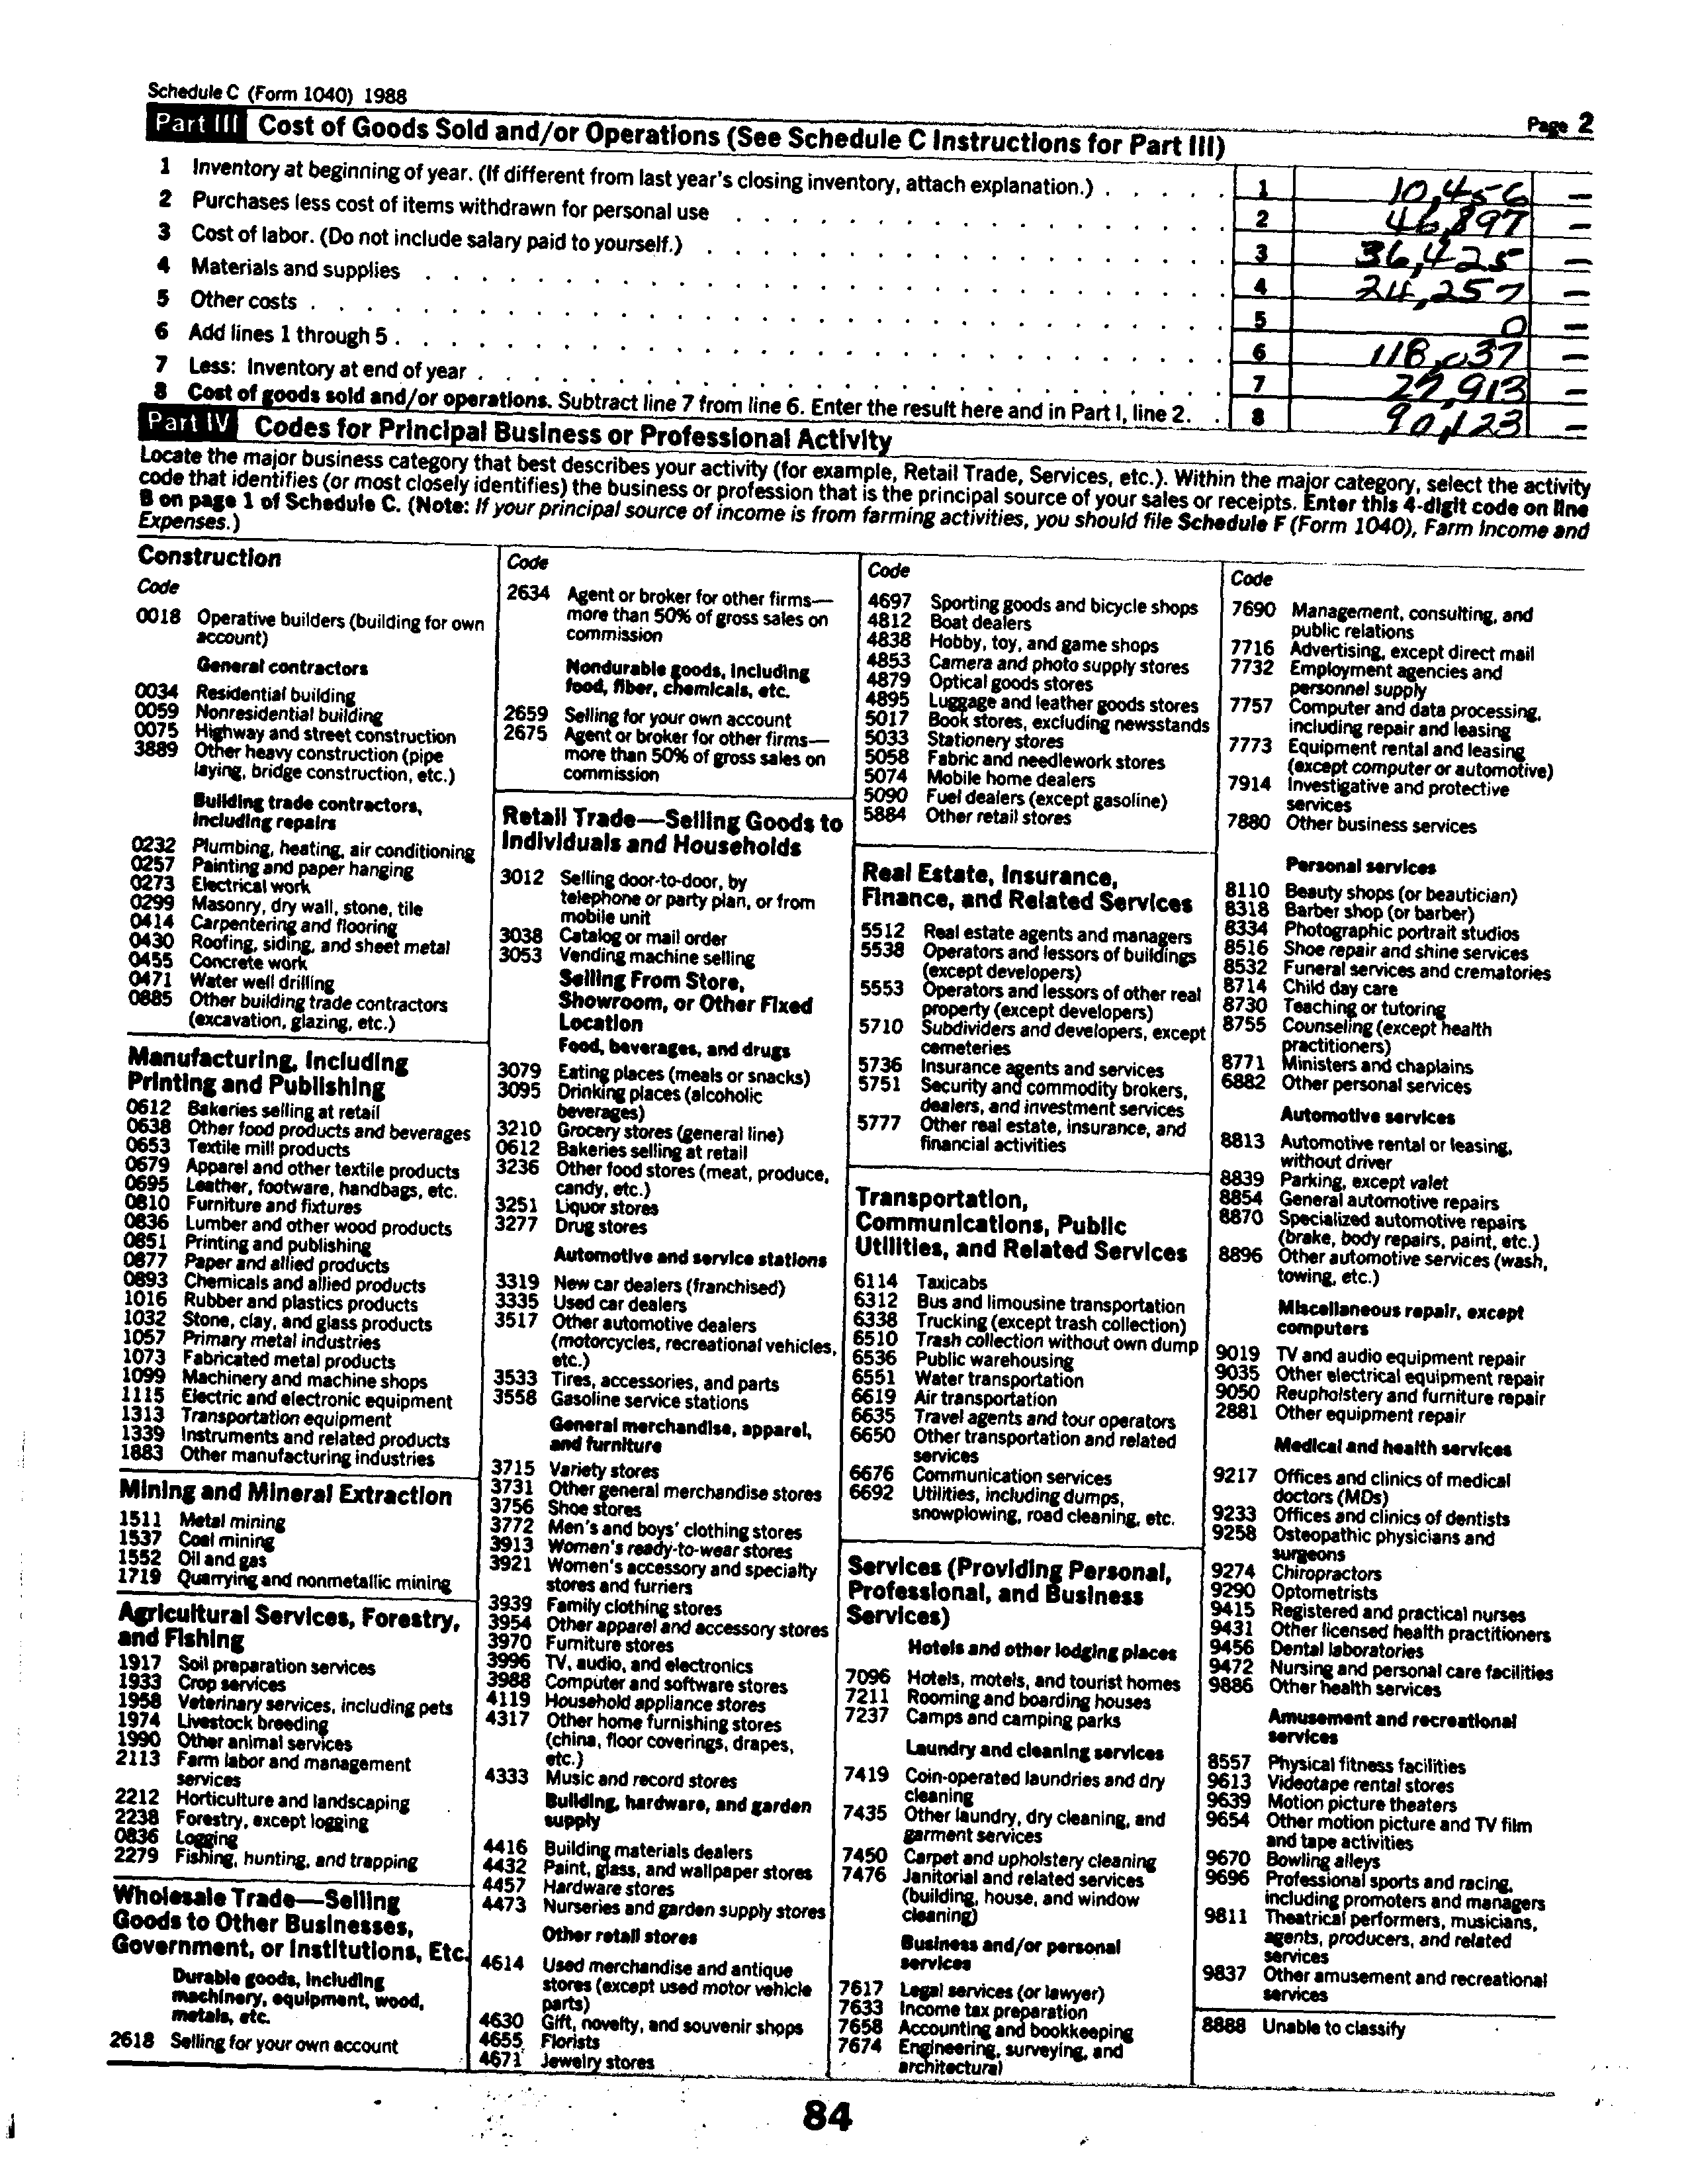 Schedule C (Form 1040) 1988
Page 2
Part III Cost of Goods Sold and/or Operations (See Schedule C Instructions for Part III)
1 Inventory at beginning of year. (If different from last year's closing inventory, attach explanation.) . . . . . 1 10,456 —
2 Purchases less cost of items withdrawn for personal use . . . . . 2 46,897 —
3 Cost of labor. (Do not include salary paid to yourself.) . . . . . 3 36,425 —
4 Materials and supplies . . . . . 4 24,257 —
5 Other costs . . . . . 5 0 —
6 Add lines 1 through 5 . . . . . 6 118,037 —
7 Less: Inventory at end of year . . . . . 7 27,913 —
8 Cost of goods sold and/or operations. Subtract line 7 from line 6. Enter the result here and in Part I, line 2. . 8 90,123 —
Part IV Codes for Principal Business or Professional Activity
Locate the major business category that best describes your activity (for example, Retail Trade, Services, etc.). Within the major category, select the activity
code that identifies (or most closely identifies) the business or profession that is the principal source of your sales or receipts. Enter this 4-digit code on line
B on page 1 of Schedule C. (Note: If your principal source of income is from farming activities, you should file Schedule F (Form 1040), Farm Income and
Expenses.)
Construction
Code
0018 Operative builders (building for own
account)
General contractors
0034 Residential building
0059 Nonresidential building
0075 Highway and street construction
3889 Other heavy construction (pipe
laying, bridge construction, etc.)
Building trade contractors,
including repairs
0232 Plumbing, heating, air conditioning
0257 Painting and paper hanging
0273 Electrical work
0299 Masonry, dry wall, stone, tile
0414 Carpentering and flooring
0430 Roofing, siding, and sheet metal
0455 Concrete work
0471 Water well drilling
0885 Other building trade contractors
(excavation, glazing, etc.)
Manufacturing, Including
Printing and Publishing
0612 Bakeries selling at retail
0638 Other food products and beverages
0653 Textile mill products
0679 Apparel and other textile products
0695 Leather, footware, handbags, etc.
0810 Furniture and fixtures
0836 Lumber and other wood products
0851 Printing and publishing
0877 Paper and allied products
0893 Chemicals and allied products
1016 Rubber and plastics products
1032 Stone, clay, and glass products
1057 Primary metal industries
1073 Fabricated metal products
1099 Machinery and machine shops
1115 Electric and electronic equipment
1313 Transportation equipment
1339 Instruments and related products
1883 Other manufacturing industries
Mining and Mineral Extraction
1511 Metal mining
1537 Coal mining
1552 Oil and gas
1719 Quarrying and nonmetallic mining
Agricultural Services, Forestry,
and Fishing
1917 Soil preparation services
1933 Crop services
1958 Veterinary services, including pets
1974 Livestock breeding
1990 Other animal services
2113 Farm labor and management
services
2212 Horticulture and landscaping
2238 Forestry, except logging
0836 Logging
2279 Fishing, hunting, and trapping
Wholesale Trade—Selling
Goods to Other Businesses,
Government, or Institutions, Etc.
Durable goods, including
machinery, equipment, wood,
metals, etc.
2618 Selling for your own account
Code
2634 Agent or broker for other firms—
more than 50% of gross sales on
commission
Nondurable goods, including
food, fiber, chemicals, etc.
2659 Selling for your own account
2675 Agent or broker for other firms—
more than 50% of gross sales on
commission
Retail Trade—Selling Goods to
Individuals and Households
3012 Selling door-to-door, by
telephone or party plan, or from
mobile unit
3038 Catalog or mail order
3053 Vending machine selling
Selling From Store,
Showroom, or Other Fixed
Location
Food, beverages, and drugs
3079 Eating places (meals or snacks)
3095 Drinking places (alcoholic
beverages)
3210 Grocery stores (general line)
0612 Bakeries selling at retail
3236 Other food stores (meat, produce,
candy, etc.)
3251 Liquor stores
3277 Drug stores
Automotive and service stations
3319 New car dealers (franchised)
3335 Used car dealers
3517 Other automotive dealers
(motorcycles, recreational vehicles,
etc.)
3533 Tires, accessories, and parts
3558 Gasoline service stations
General merchandise, apparel,
and furniture
3715 Variety stores
3731 Other general merchandise stores
3756 Shoe stores
3772 Men's and boys' clothing stores
3913 Women's ready-to-wear stores
3921 Women's accessory and specialty
stores and furriers
3939 Family clothing stores
3954 Other apparel and accessory stores
3970 Furniture stores
3996 TV, audio, and electronics
3988 Computer and software stores
4119 Household appliance stores
4317 Other home furnishing stores
(china, floor coverings, drapes,
etc.)
4333 Music and record stores
Building, hardware, and garden
supply
4416 Building materials dealers
4432 Paint, glass, and wallpaper stores
4457 Hardware stores
4473 Nurseries and garden supply stores
Other retail stores
4614 Used merchandise and antique
stores (except used motor vehicle
parts)
4630 Gift, novelty, and souvenir shops
4655 Florists
4671 Jewelry stores
Code
4697 Sporting goods and bicycle shops
4812 Boat dealers
4838 Hobby, toy, and game shops
4853 Camera and photo supply stores
4879 Optical goods stores
4895 Luggage and leather goods stores
5017 Book stores, excluding newsstands
5033 Stationery stores
5058 Fabric and needlework stores
5074 Mobile home dealers
5090 Fuel dealers (except gasoline)
5884 Other retail stores
Real Estate, Insurance,
Finance, and Related Services
5512 Real estate agents and managers
5538 Operators and lessors of buildings
(except developers)
5553 Operators and lessors of other real
property (except developers)
5710 Subdividers and developers, except
cemeteries
5736 Insurance agents and services
5751 Security and commodity brokers,
dealers, and investment services
5777 Other real estate, insurance, and
financial activities
Transportation,
Communications, Public
Utilities, and Related Services
6114 Taxicabs
6312 Bus and limousine transportation
6338 Trucking (except trash collection)
6510 Trash collection without own dump
6536 Public warehousing
6551 Water transportation
6619 Air transportation
6635 Travel agents and tour operators
6650 Other transportation and related
services
6676 Communication services
6692 Utilities, including dumps,
snowplowing, road cleaning, etc.
Services (Providing Personal,
Professional, and Business
Services)
Hotels and other lodging places
7096 Hotels, motels, and tourist homes
7211 Rooming and boarding houses
7237 Camps and camping parks
Laundry and cleaning services
7419 Coin-operated laundries and dry
cleaning
7435 Other laundry, dry cleaning, and
garment services
7450 Carpet and upholstery cleaning
7476 Janitorial and related services
(building, house, and window
cleaning)
Business and/or personal
services
7617 Legal services (or lawyer)
7633 Income tax preparation
7658 Accounting and bookkeeping
7674 Engineering, surveying, and
architectural
Code
7690 Management, consulting, and
public relations
7716 Advertising, except direct mail
7732 Employment agencies and
personnel supply
7757 Computer and data processing,
including repair and leasing
7773 Equipment rental and leasing
(except computer or automotive)
7914 Investigative and protective
services
7880 Other business services
Personal services
8110 Beauty shops (or beautician)
8318 Barber shop (or barber)
8334 Photographic portrait studios
8516 Shoe repair and shine services
8532 Funeral services and crematories
8714 Child day care
8730 Teaching or tutoring
8755 Counseling (except health
practitioners)
8771 Ministers and chaplains
6882 Other personal services
Automotive services
8813 Automotive rental or leasing,
without driver
8839 Parking, except valet
8854 General automotive repairs
8870 Specialized automotive repairs
(brake, body repairs, paint, etc.)
8896 Other automotive services (wash,
towing, etc.)
Miscellaneous repair, except
computers
9019 TV and audio equipment repair
9035 Other electrical equipment repair
9050 Reupholstery and furniture repair
2881 Other equipment repair
Medical and health services
9217 Offices and clinics of medical
doctors (MDs)
9233 Offices and clinics of dentists
9258 Osteopathic physicians and
surgeons
9274 Chiropractors
9290 Optometrists
9415 Registered and practical nurses
9431 Other licensed health practitioners
9456 Dental laboratories
9472 Nursing and personal care facilities
9886 Other health services
Amusement and recreational
services
8557 Physical fitness facilities
9613 Videotape rental stores
9639 Motion picture theaters
9654 Other motion picture and TV film
and tape activities
9670 Bowling alleys
9696 Professional sports and racing,
including promoters and managers
9811 Theatrical performers, musicians,
agents, producers, and related
services
9837 Other amusement and recreational
services
8888 Unable to classify
84